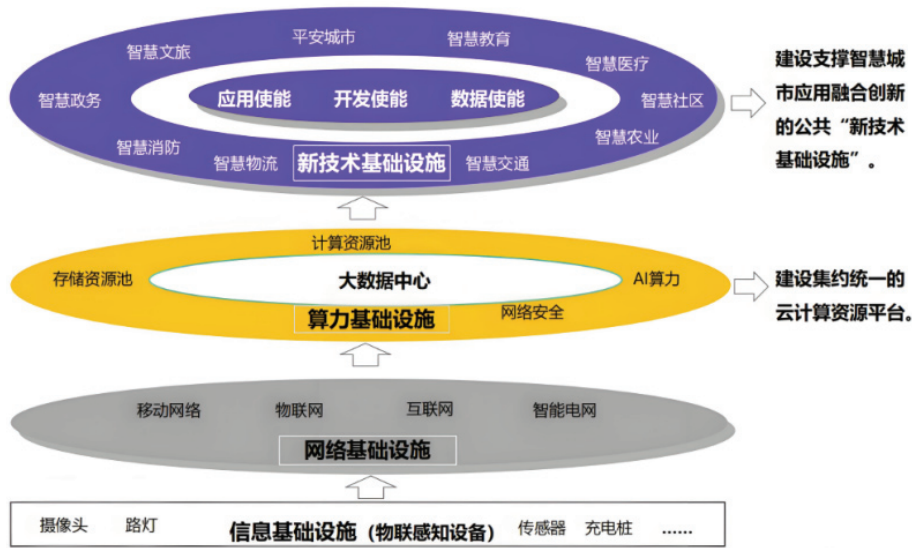 平安城市
智慧教育
智慧文旅
智慧医疗
智慧政务
应用使能
开发使能
数据使能
智慧社区
智慧消防
智慧物流
新技术基础设施
智慧交通
智慧农业
建设支撑智慧城
市应用融合创新
的公共“新技术
基础设施”。
计算资源池
存储资源池
大数据中心
AI算力
算力基础设施
网络安全
建设集约统一的
云计算资源平台。
移动网络
物联网
互联网
智能电网
网络基础设施
摄像头
路灯
信息基础设施（物联感知设备）
传感器
充电桩
……